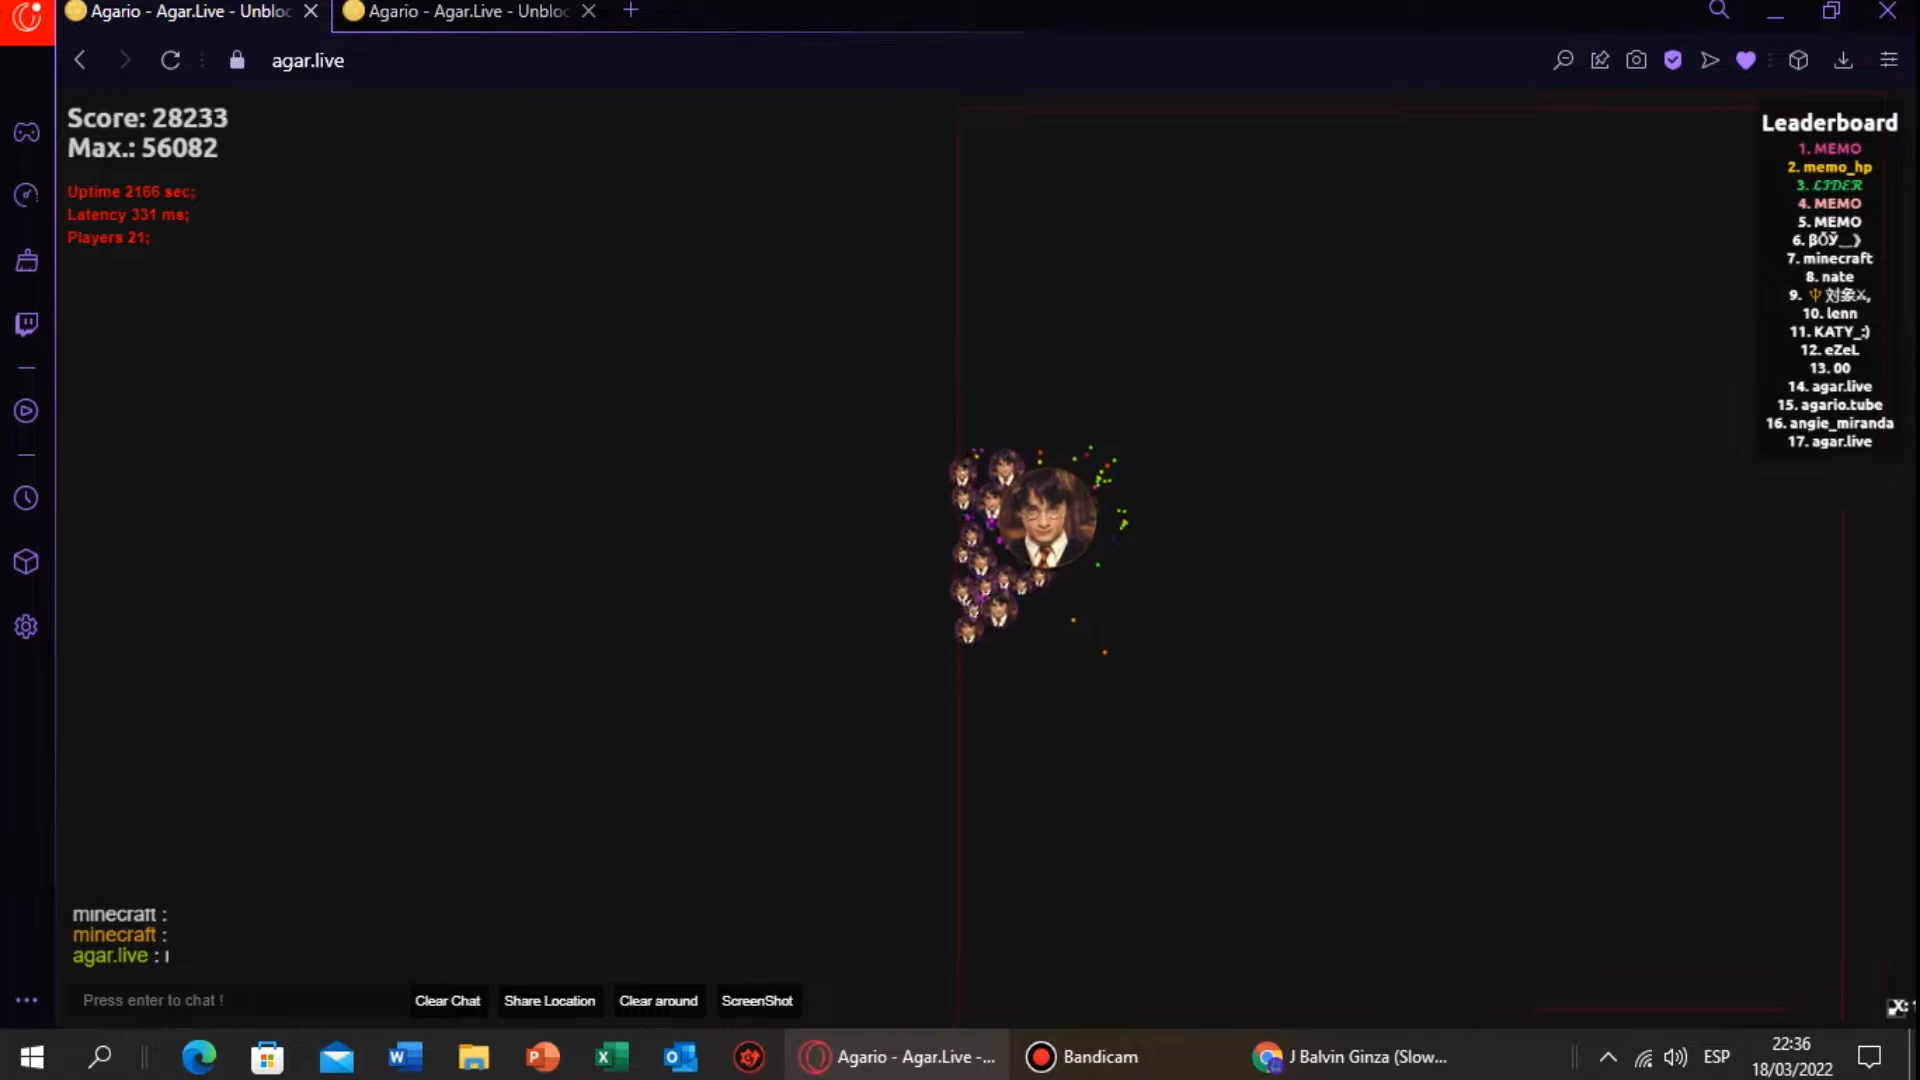 Agario - Agar.Live - Unbloc
Agario - Agar.Live - Unbloc
agar.live
Score: 28233
Max.: 56082
Uptime 2166 sec;
Latency 331 ms;
Players 21;
Leaderboard
1. MEMO
2. memo_hp
3. 𝓛𝓘𝓓𝓔𝓡
4. MEMO
5. MEMO
6. βÕŶ__》
7. minecraft
8. nate
9. 対象
10. lenn
11. KATY_:)
12. eZeL
13. 00
14. agar.live
15. agario.tube
16. angie_miranda
17. agar.live
minecraft :
minecraft :
agar.live :
Press enter to chat !
Clear Chat
Share Location
Clear around
ScreenShot
X:
Agario - Agar.Live -...
Bandicam
J Balvin Ginza (Slow...
ESP
22:36
18/03/2022